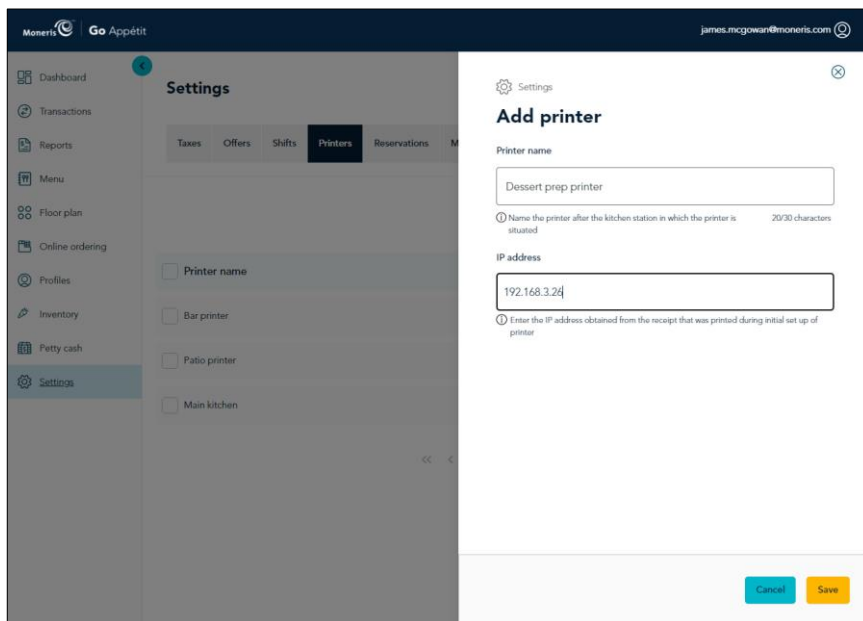 Moneris Go Appétit
james.mcgowan@moneris.com
Dashboard
Transactions
Reports
Menu
Floor plan
Online ordering
Profiles
Inventory
Petty cash
Settings
Settings
Taxes Offers Shifts Printers Reservations M
Printer name
Bar printer
Patio printer
Main kitchen
Settings
Add printer
Printer name
Dessert prep printer
Name the printer after the kitchen station in which the printer is 20/30 characters
situated
IP address
192.168.3.26
Enter the IP address obtained from the receipt that was printed during initial set up of
printer
Cancel Save